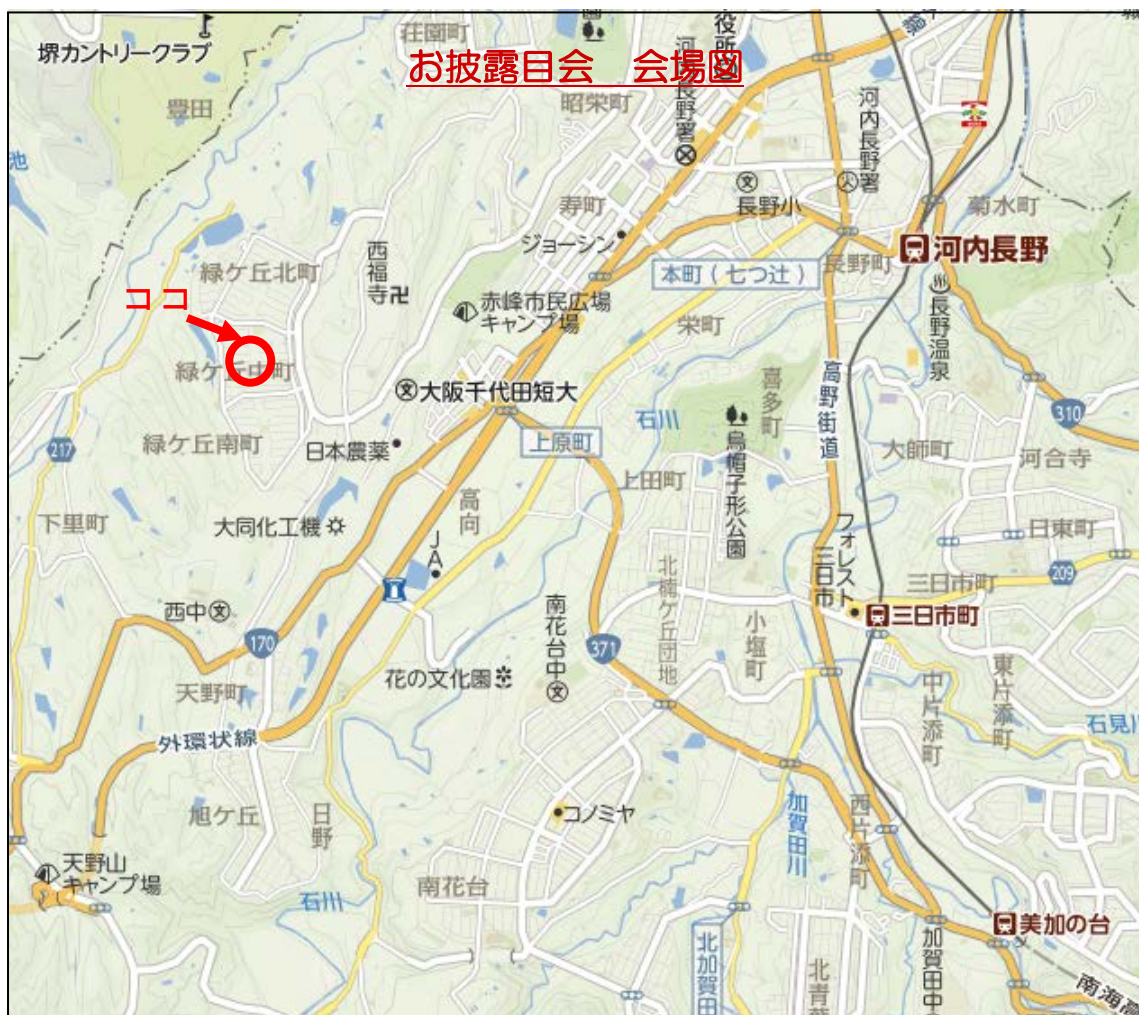 お披露目会　会場図
堺カントリークラブ
荘園町
園
役所
豊田
昭栄町
河内長野署
河内長野署
池
寿町
長野小
菊水町
ジョーシン
河内長野
長野町
本町(七つ辻)
西福寺
緑ケ丘北町
ココ
赤峰市民広場
キャンプ場
栄町
長野温泉
緑ケ丘中町
大阪千代田短大
喜多町
高野街道
310
石川
緑ケ丘南町
日本農薬
上原町
烏帽子形公園
大師町
河合寺
217
上田町
高向
下里町
大同化工機
日東町
JA
フォレスト
三日市
三日市町
209
北楠ケ丘団地
西中
南花台中
小塩町
三日市町
170
371
天野町
花の文化園
中片添町
東片添町
石見川
外環状線
旭ケ丘
日野
コノミヤ
加賀田川
西片添町
天野山
キャンプ場
南花台
石川
美加の台
北加賀田
加賀田中
北青葉
南海高